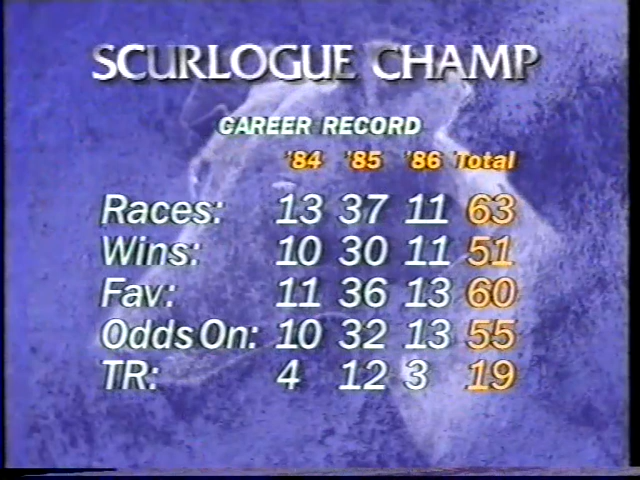 SCURLOGUE CHAMP
CAREER RECORD
'84 '85 '86 Total
Races: 13 37 11 63
Wins: 10 30 11 51
Fav: 11 36 13 60
Odds On: 10 32 13 55
TR: 4 12 3 19